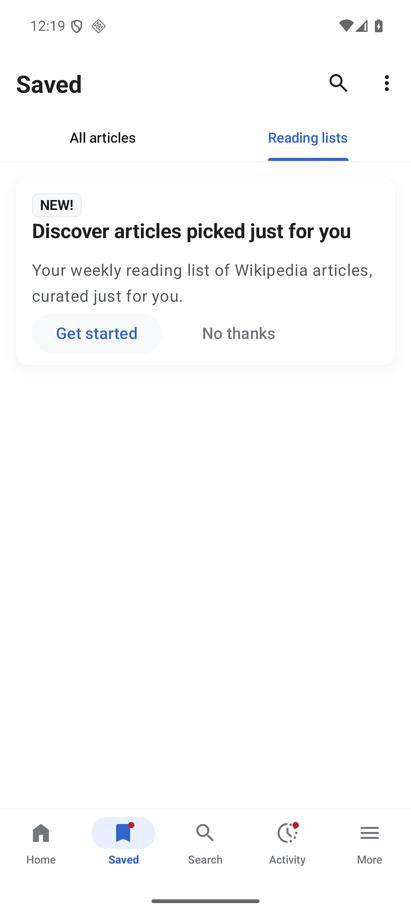 12:19
Saved
All articles
Reading lists
NEW!
Discover articles picked just for you
Your weekly reading list of Wikipedia articles,
curated just for you.
Get started
No thanks
Home
Saved
Search
Activity
More